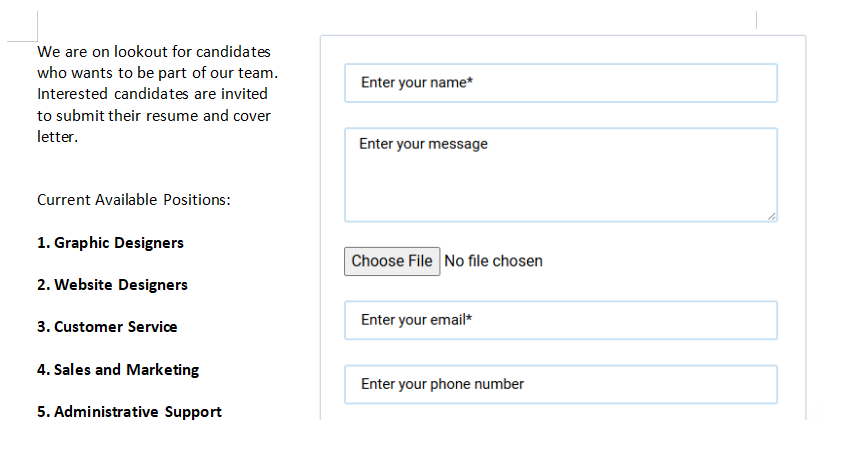 We are on lookout for candidates
who wants to be part of our team.
Interested candidates are invited
to submit their resume and cover
letter.
Current Available Positions:
1. Graphic Designers
2. Website Designers
3. Customer Service
4. Sales and Marketing
5. Administrative Support
Enter your name*
Enter your message
Choose File No file chosen
Enter your email*
Enter your phone number